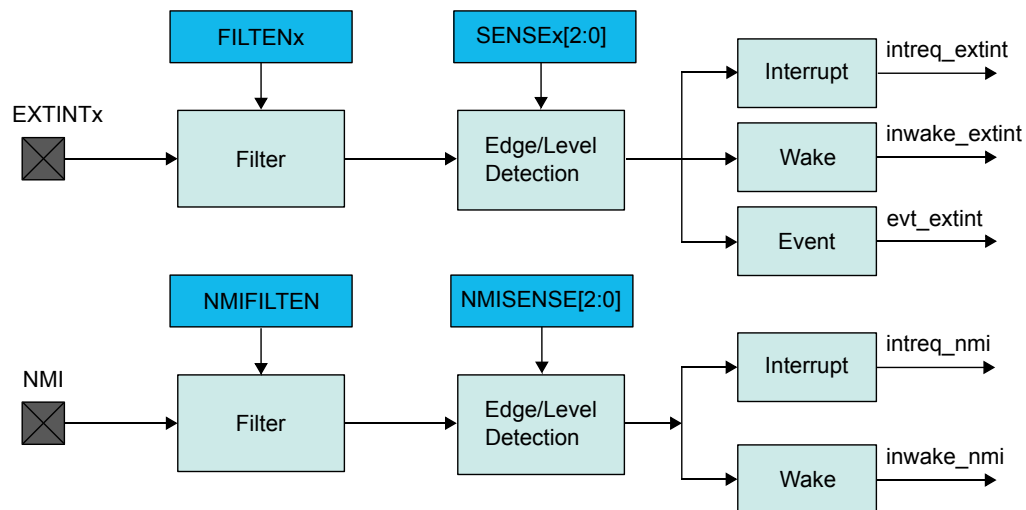 FILTENx
SENSEx[2:0]
intreq_extint
Interrupt
EXTINTx
Filter
Edge/Level
Detection
inwake_extint
Wake
evt_extint
Event
NMIFILTEN
NMISENSE[2:0]
intreq_nmi
Interrupt
NMI
Filter
Edge/Level
Detection
inwake_nmi
Wake